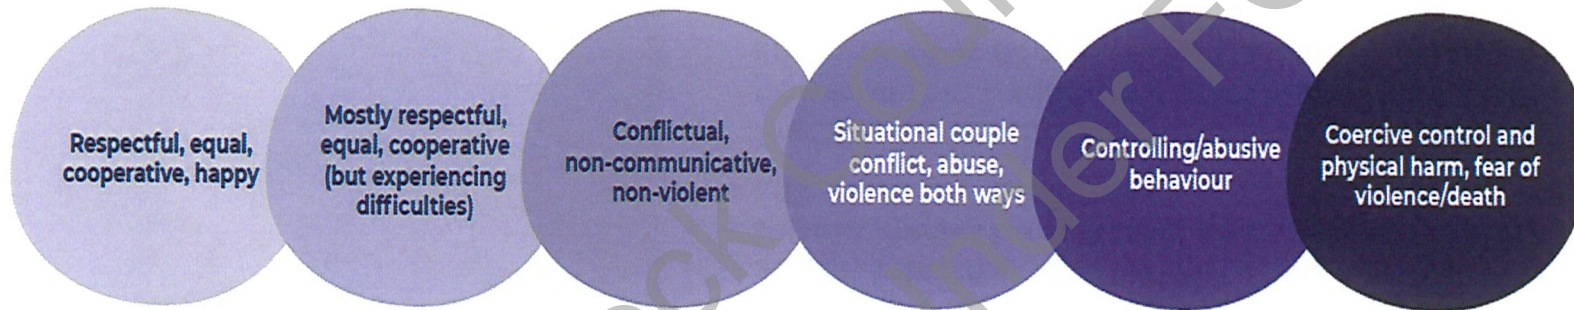 Respectful, equal,
cooperative, happy
Mostly respectful,
equal, cooperative
(but experiencing
difficulties)
Conflictual,
non-communicative,
non-violent
Situational couple
conflict, abuse,
violence both ways
Controlling/abusive
behaviour
Coercive control and
physical harm, fear of
violence/death